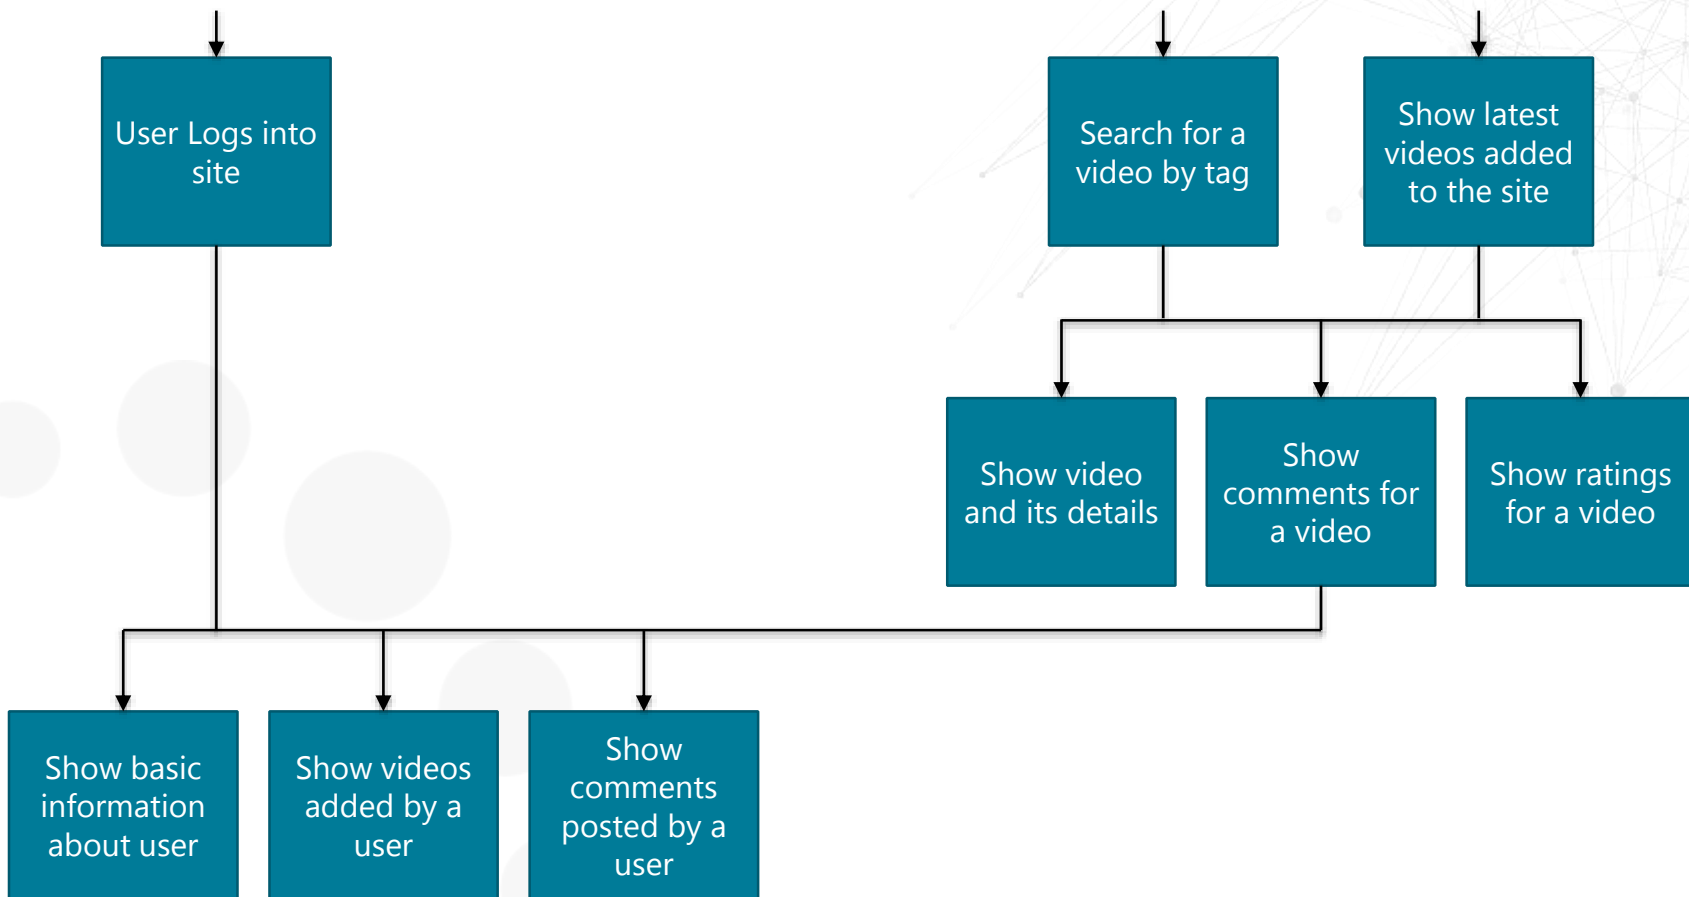 User Logs into
site
Search for a
video by tag
Show latest
videos added
to the site
Show video
and its details
Show
comments for
a video
Show ratings
for a video
Show basic
information
about user
Show videos
added by a
user
Show
comments
posted by a
user